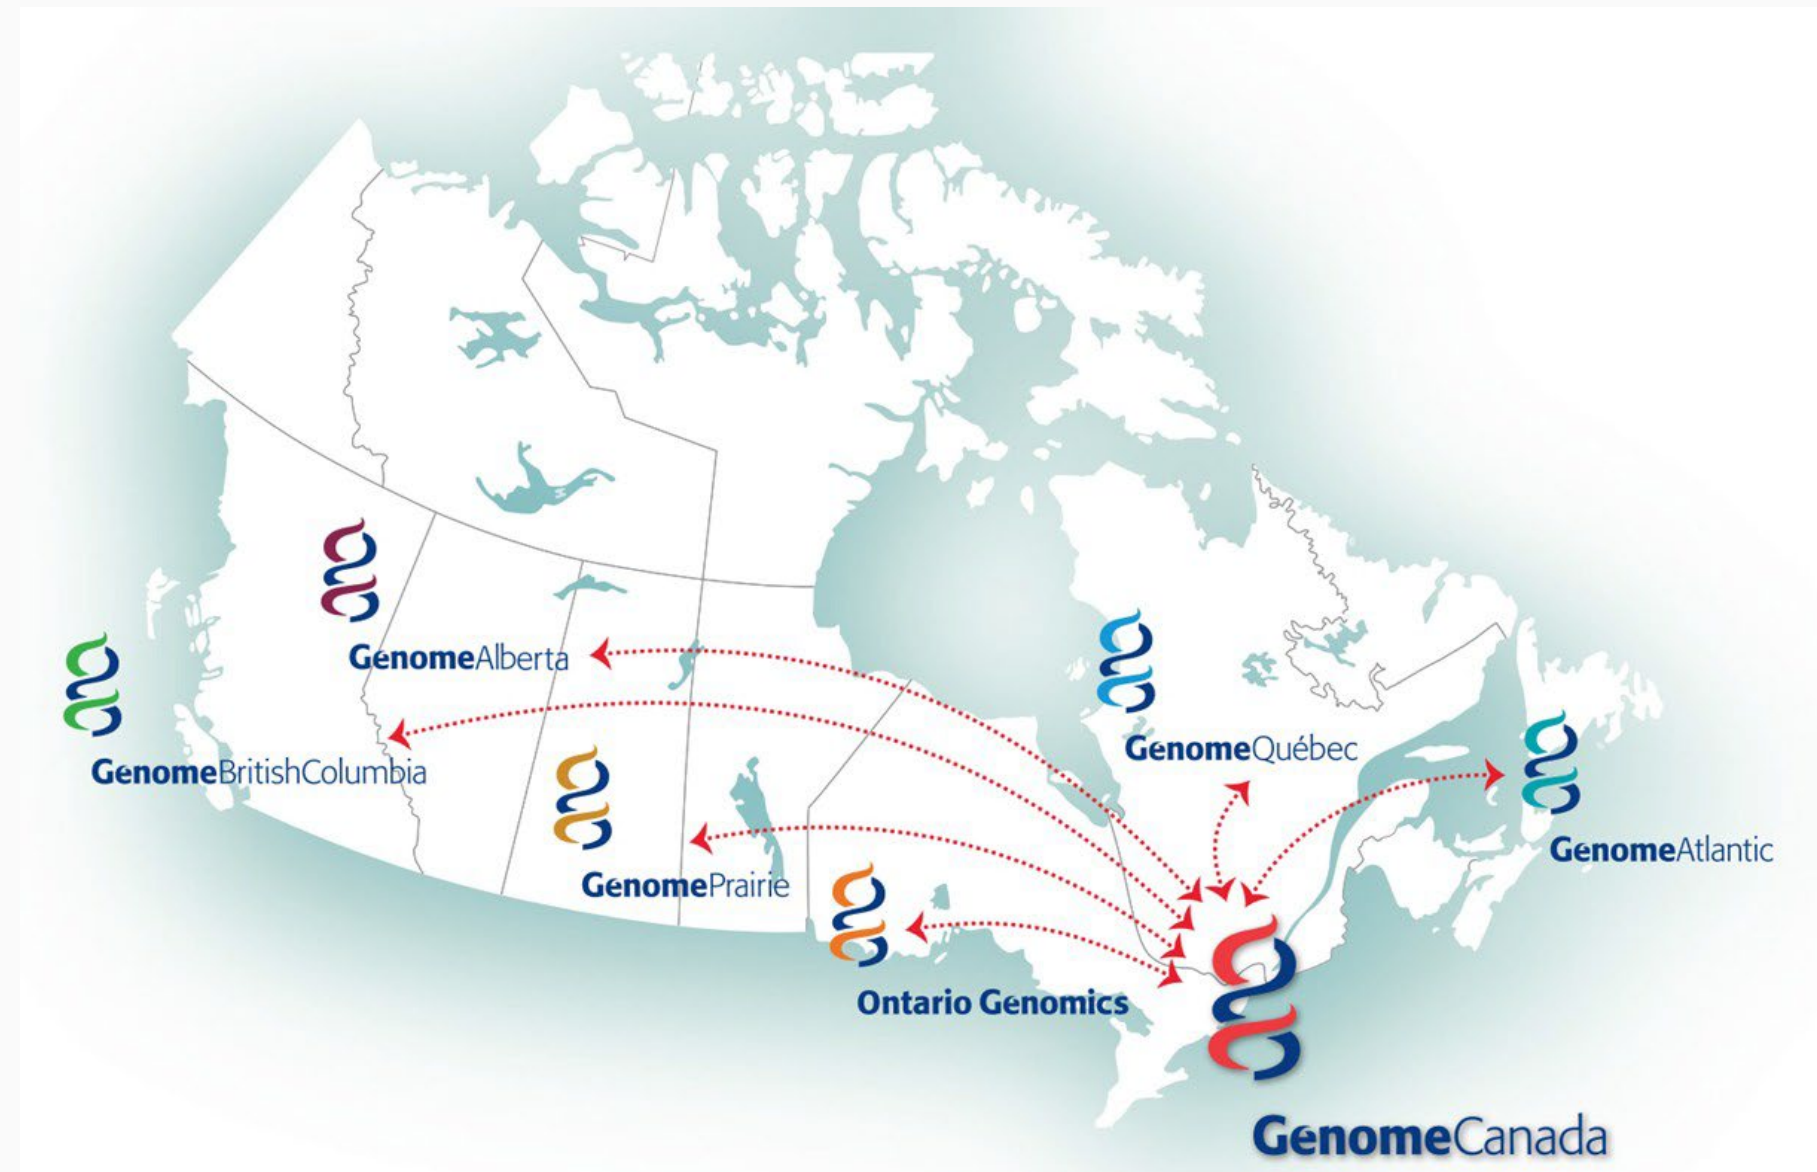 GenomeAlberta
GenomeBritishColumbia
GenomeQuébec
GenomeAtlantic
GenomePrairie
Ontario Genomics
GenomeCanada